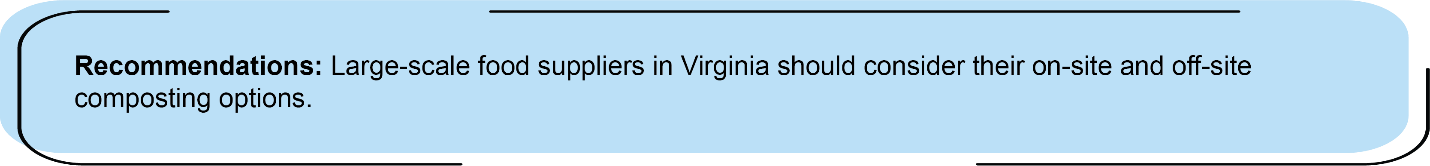 Recommendations: Large-scale food suppliers in Virginia should consider their on-site and off-site
composting options.